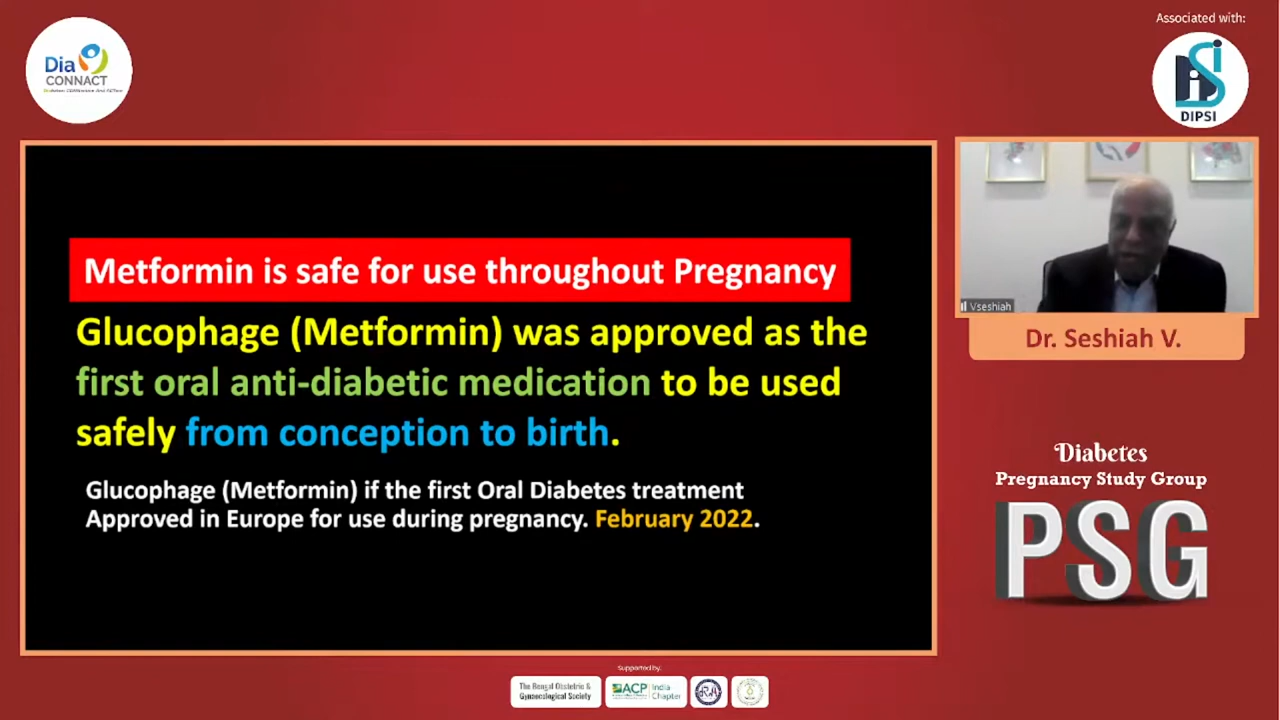 Associated with:
Dia
CONNACT
DIPSI
Metformin is safe for use throughout Pregnancy
Glucophage (Metformin) was approved as the
first oral anti-diabetic medication to be used
safely from conception to birth.
Glucophage (Metformin) if the first Oral Diabetes treatment
Approved in Europe for use during pregnancy. February 2022.
Vseshiah
Dr. Seshiah V.
Diabetes
Pregnancy Study Group
PSG
Supported by:
The Bengal Obstetric &
Gynaecological Society
ACP India
Chapter